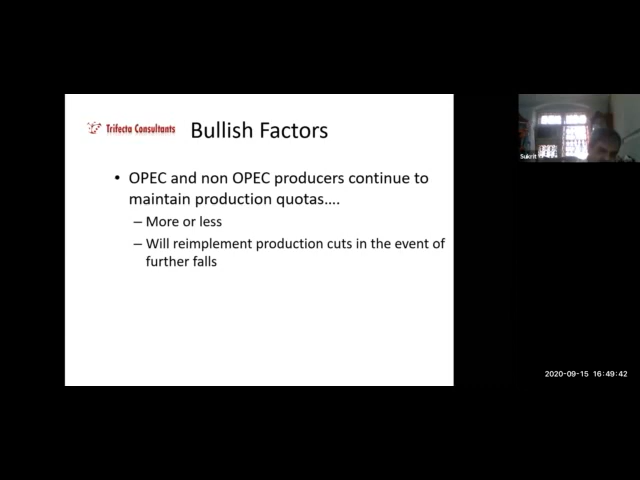 Trifecta Consultants
Bullish Factors
• OPEC and non OPEC producers continue to
maintain production quotas....
– More or less
– Will reimplement production cuts in the event of
further falls
Sukrit
2020-09-15 16:49:42